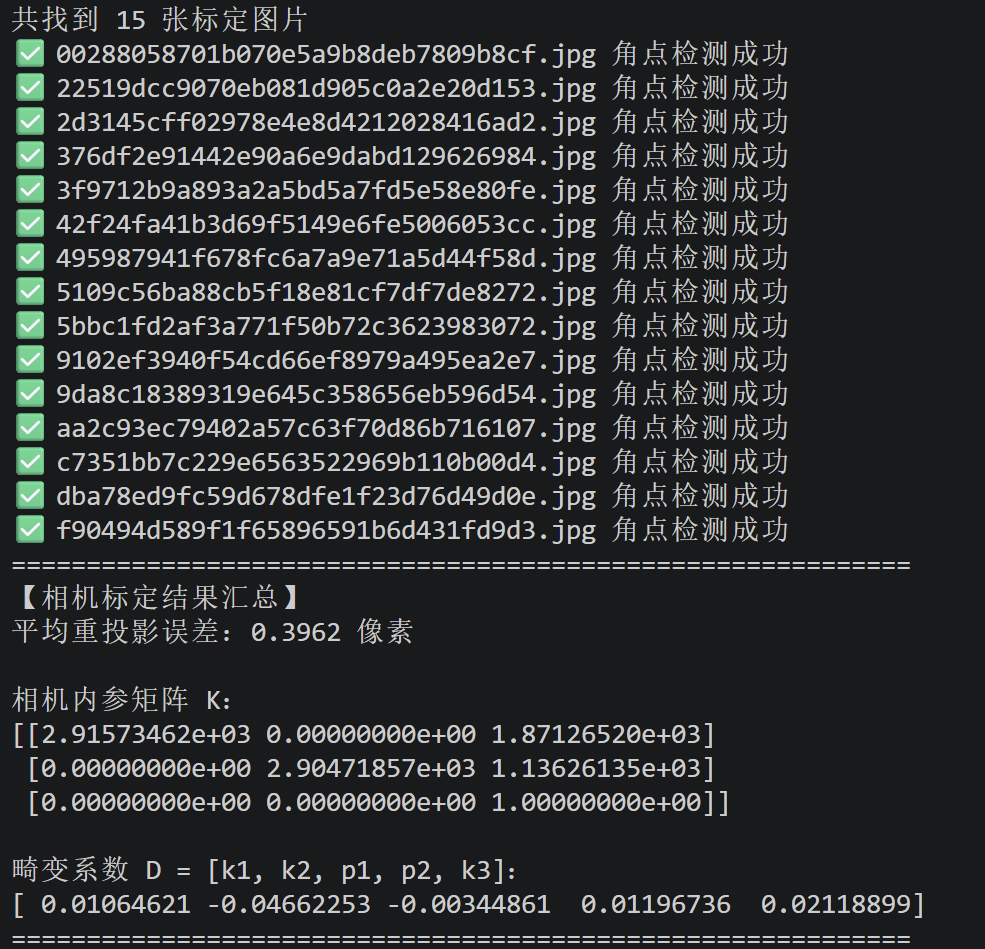 共找到 15 张标定图片
✅ 00288058701b070e5a9b8deb7809b8cf.jpg 角点检测成功
✅ 22519dcc9070eb081d905c0a2e20d153.jpg 角点检测成功
✅ 2d3145cff02978e4e8d4212028416ad2.jpg 角点检测成功
✅ 376df2e91442e90a6e9dabd129626984.jpg 角点检测成功
✅ 3f9712b9a893a2a5bd5a7fd5e58e80fe.jpg 角点检测成功
✅ 42f24fa41b3d69f5149e6fe5006053cc.jpg 角点检测成功
✅ 495987941f678fc6a7a9e71a5d44f58d.jpg 角点检测成功
✅ 5109c56ba88cb5f18e81cf7df7de8272.jpg 角点检测成功
✅ 5bbc1fd2af3a771f50b72c3623983072.jpg 角点检测成功
✅ 9102ef3940f54cd66ef8979a495ea2e7.jpg 角点检测成功
✅ 9da8c18389319e645c358656eb596d54.jpg 角点检测成功
✅ aa2c93ec79402a57c63f70d86b716107.jpg 角点检测成功
✅ c7351bb7c229e6563522969b110b00d4.jpg 角点检测成功
✅ dba78ed9fc59d678dfe1f23d76d49d0e.jpg 角点检测成功
✅ f90494d589f1f65896591b6d431fd9d3.jpg 角点检测成功
============================================================
【相机标定结果汇总】
平均重投影误差：0.3962 像素
相机内参矩阵 K：
[[2.91573462e+03 0.00000000e+00 1.87126520e+03]
 [0.00000000e+00 2.90471857e+03 1.13626135e+03]
 [0.00000000e+00 0.00000000e+00 1.00000000e+00]]
畸变系数 D = [k1, k2, p1, p2, k3]：
[ 0.01064621 -0.04662253 -0.00344861  0.01196736  0.02118899]
============================================================